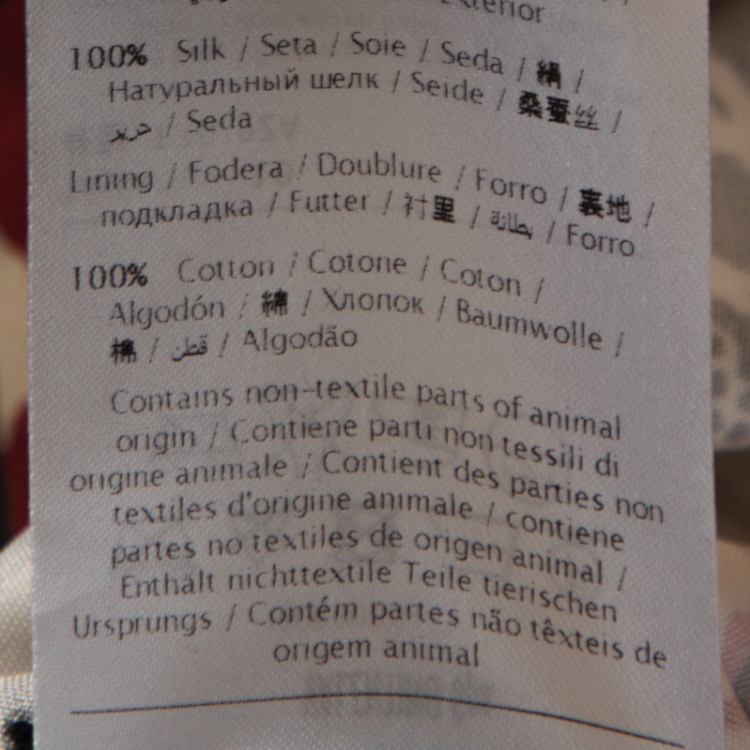 100% Silk / Seta / Soie / Seda / 絹 /
Натуральный шелк / Seide / 桑蚕丝 /
حرير / Seda
Lining / Fodera / Doublure / Forro / 裏地 /
подкладка / Futter / 衬里 / بطانة / Forro
100% Cotton / Cotone / Coton /
Algodón / 綿 / Хлопок / Baumwolle /
棉 / قطن / Algodão
Contains non-textile parts of animal
origin / Contiene parti non tessili di
origine animale / Contient des parties non
textiles d'origine animale / contiene
partes no textiles de origen animal /
Enthält nichttextile Teile tierischen
Ursprungs / Contém partes não têxteis de
origem animal